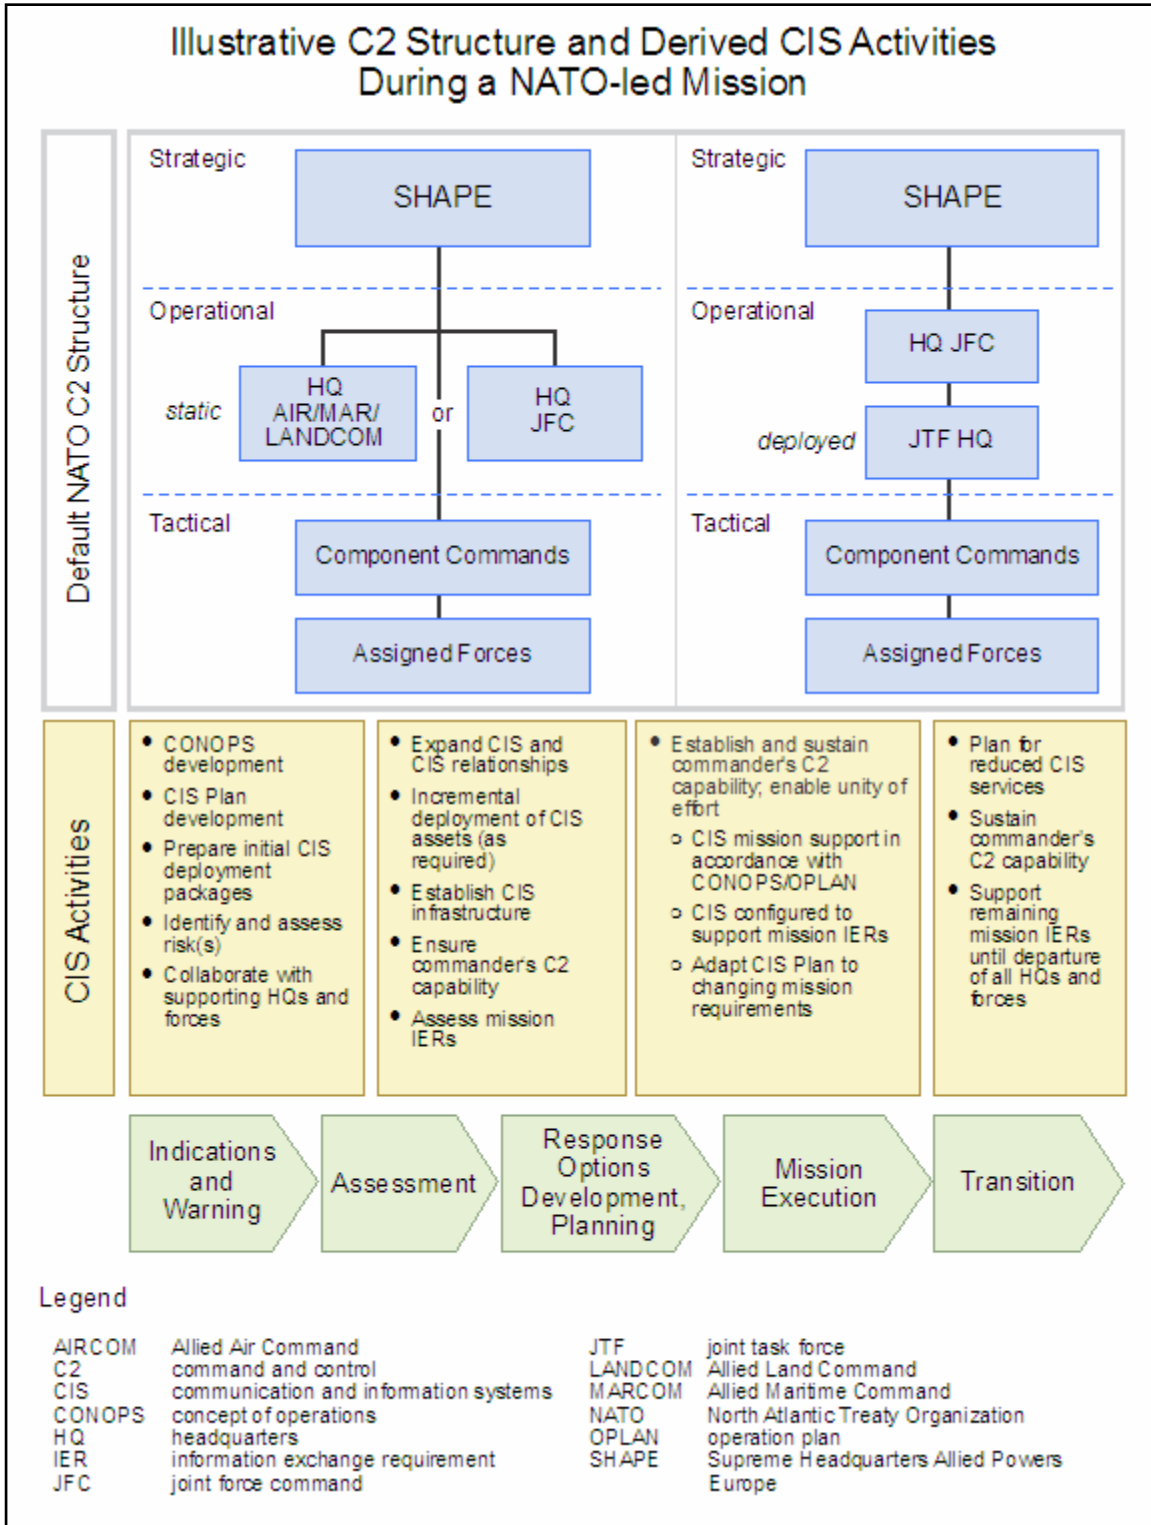 Illustrative C2 Structure and Derived CIS Activities
During a NATO-led Mission
Default NATO C2 Structure
Strategic
SHAPE
Operational
static
HQ
AIR/MAR/
LANDCOM
or
HQ
JFC
Tactical
Component Commands
Assigned Forces
Strategic
SHAPE
Operational
HQ JFC
deployed
JTF HQ
Tactical
Component Commands
Assigned Forces
CIS Activities
• CONOPS
development
• CIS Plan
development
• Prepare initial CIS
deployment
packages
• Identify and assess
risk(s)
• Collaborate with
supporting HQs and
forces
• Expand CIS and
CIS relationships
• Incremental
deployment of CIS
assets (as
required)
• Establish CIS
infrastructure
• Ensure
commander's C2
capability
• Assess mission
IERs
• Establish and sustain
commander's C2
capability; enable unity of
effort
o CIS mission support in
accordance with
CONOPS/OPLAN
o CIS configured to
support mission IERs
o Adapt CIS Plan to
changing mission
requirements
• Plan for
reduced CIS
services
• Sustain
commander's
C2 capability
• Support
remaining
mission IERs
until departure
of all HQs and
forces
Indications
and
Warning
Assessment
Response
Options
Development,
Planning
Mission
Execution
Transition
Legend
AIRCOM Allied Air Command
C2 command and control
CIS communication and information systems
CONOPS concept of operations
HQ headquarters
IER information exchange requirement
JFC joint force command
JTF joint task force
LANDCOM Allied Land Command
MARCOM Allied Maritime Command
NATO North Atlantic Treaty Organization
OPLAN operation plan
SHAPE Supreme Headquarters Allied Powers
Europe